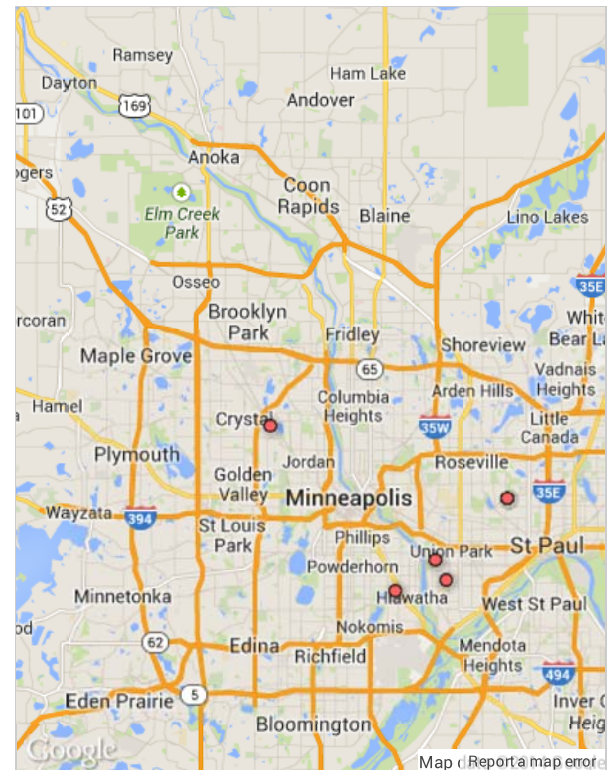 Ramsey
Ham Lake
Dayton
Andover
169
101
Anoka
ogers
Coon
Rapids
52
Elm Creek
Park
Blaine
Lino Lakes
Osseo
35E
rcoran
Brooklyn
Park
Fridley
Whit
Bear La
Maple Grove
Shoreview
65
Vadnais
Heights
Arden Hills
Hamel
Columbia
Heights
Crystal
35W
Little
Canada
Plymouth
Jordan
Roseville
Golden
Valley
Minneapolis
35E
Wayzata
394
St Louis
Park
Phillips
Union Park
St Paul
Powderhorn
Minnetonka
Hiawatha
West St Paul
od
Nokomis
62
Edina
Richfield
Mendota
Heights
494
Eden Prairie
5
Inver G
Heig
Bloomington
Google
Map d
Report a map error